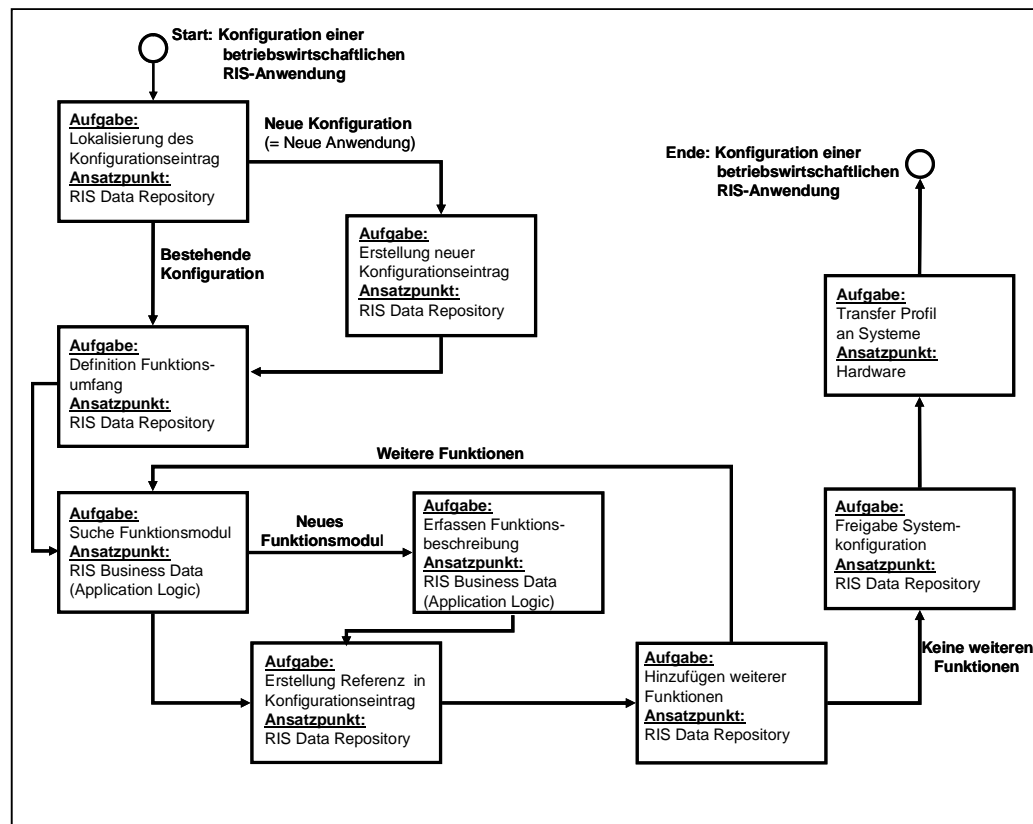 Start: Konfiguration einer
betriebswirtschaftlichen
RIS-Anwendung
Aufgabe:
Lokalisierung des
Konfigurationseintrag
Ansatzpunkt:
RIS Data Repository
Neue Konfiguration
(= Neue Anwendung)
Bestehende
Konfiguration
Aufgabe:
Erstellung neuer
Konfigurationseintrag
Ansatzpunkt:
RIS Data Repository
Aufgabe:
Definition Funktions-
umfang
Ansatzpunkt:
RIS Data Repository
Weitere Funktionen
Aufgabe:
Suche Funktionsmodul
Ansatzpunkt:
RIS Business Data
(Application Logic)
Neues
Funktionsmodul
Aufgabe:
Erfassen Funktions-
beschreibung
Ansatzpunkt:
RIS Business Data
(Application Logic)
Aufgabe:
Erstellung Referenz in
Konfigurationseintrag
Ansatzpunkt:
RIS Data Repository
Aufgabe:
Hinzufügen weiterer
Funktionen
Ansatzpunkt:
RIS Data Repository
Keine weiteren
Funktionen
Aufgabe:
Freigabe System-
konfiguration
Ansatzpunkt:
RIS Data Repository
Aufgabe:
Transfer Profil
an Systeme
Ansatzpunkt:
Hardware
Ende: Konfiguration einer
betriebswirtschaftlichen
RIS-Anwendung